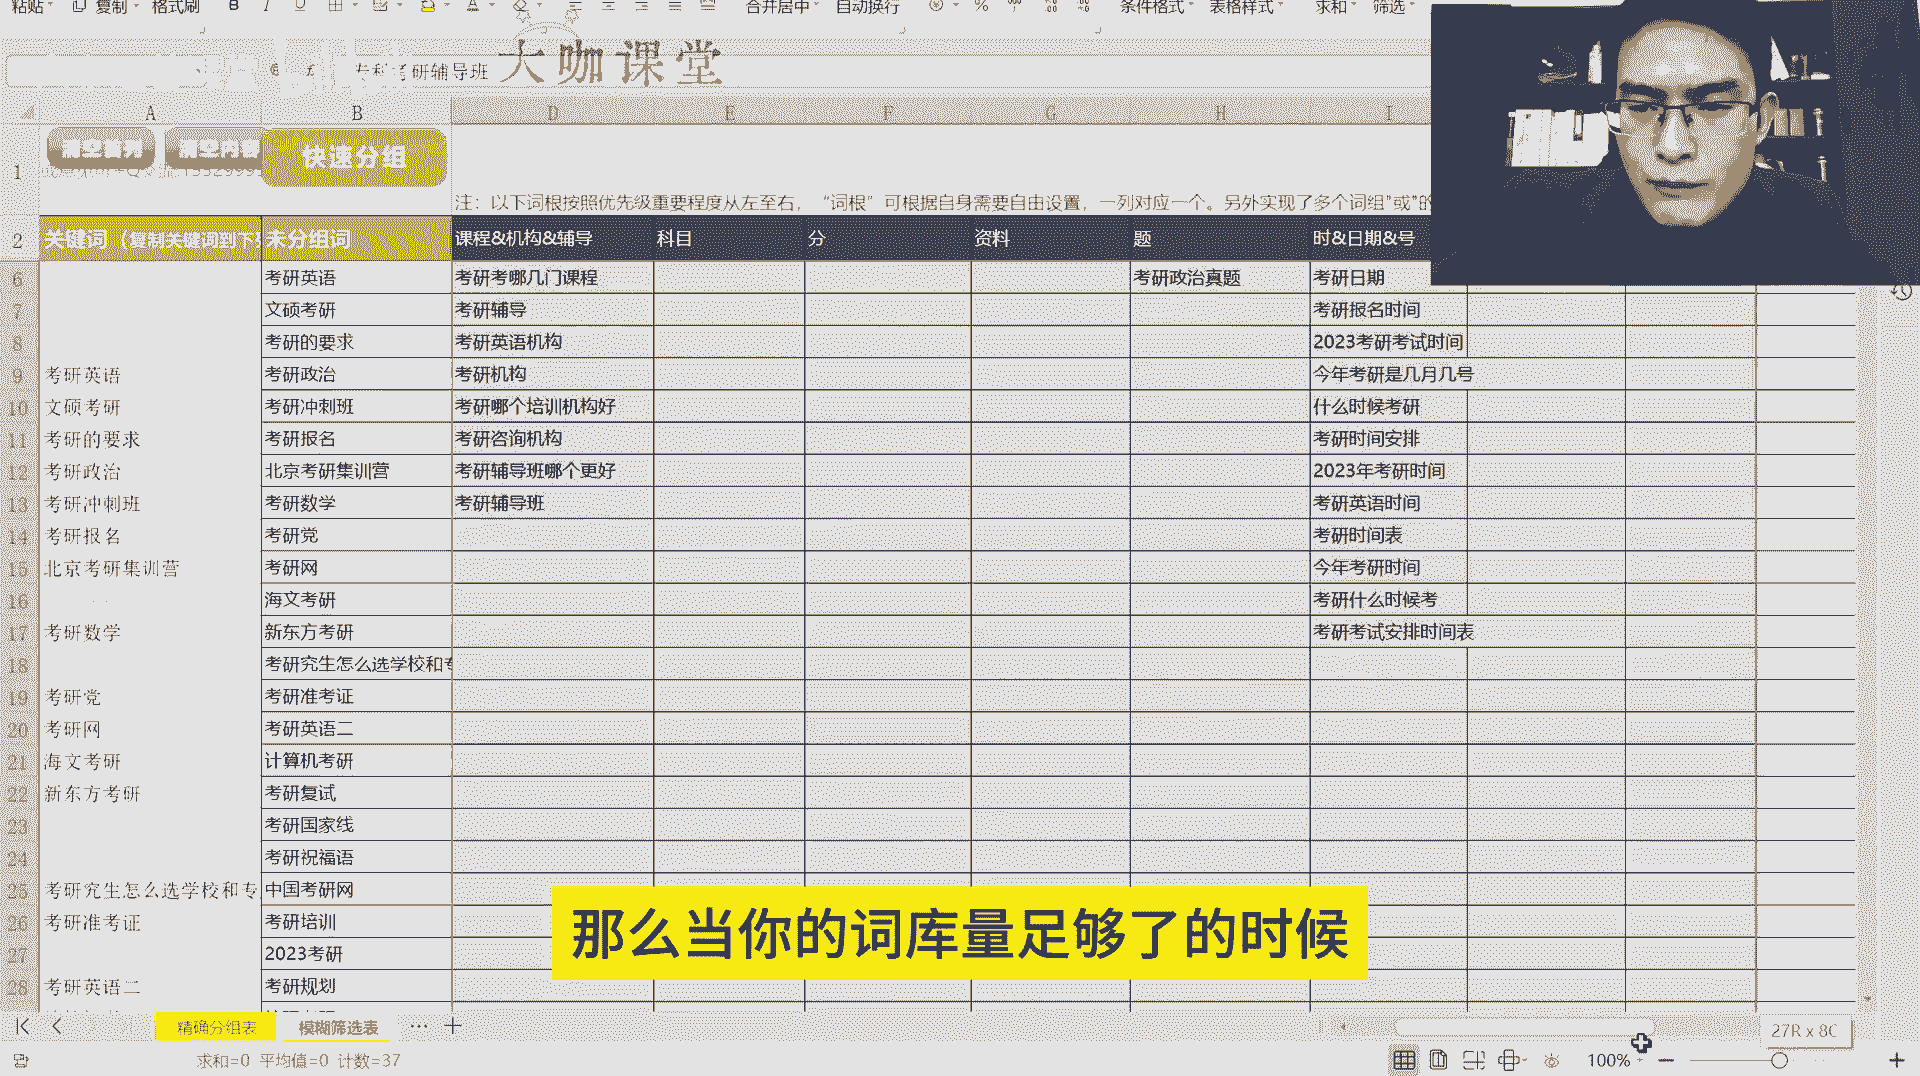 粘贴 复制 格式刷 B I U 合并居中 自动换行 % 条件格式 表格样式 求和 筛选
专科考研辅导班
大咖课堂
A B D E F G H I
1 清空首列 清空内容 快速分组
注：以下词根按照优先级重要程度从左至右，“词根”可根据自身需要自由设置，一列对应一个。另外实现了多个词组"或"的
2 关键词（复制关键词到下 未分组词 课程&机构&辅导 科目 分 资料 题 时&日期&号
6 考研英语 考研考哪几门课程 考研政治真题 考研日期
7 文硕考研 考研辅导 考研报名时间
8 考研的要求 考研英语机构 2023考研考试时间
9 考研英语 考研政治 考研机构 今年考研是几月几号
10 文硕考研 考研冲刺班 考研哪个培训机构好 什么时候考研
11 考研的要求 考研报名 考研咨询机构 考研时间安排
12 考研政治 北京考研集训营 考研辅导班哪个更好 2023年考研时间
13 考研冲刺班 考研数学 考研辅导班 考研英语时间
14 考研报名 考研党 考研时间表
15 北京考研集训营 考研网 今年考研时间
16 海文考研 考研什么时候考
17 考研数学 新东方考研 考研考试安排时间表
18 考研究生怎么选学校和专
19 考研党 考研准考证
20 考研网 考研英语二
21 海文考研 计算机考研
22 新东方考研 考研复试
23 考研国家线
24 考研祝福语
25 考研究生怎么选学校和专 中国考研网
26 考研准考证 考研培训
27 2023考研
28 考研英语二 考研规划
那么当你的词库量足够了的时候
精确分组表 模糊筛选表 ··· +
27R x 8C
求和=0 平均值=0 计数=37
100% − +